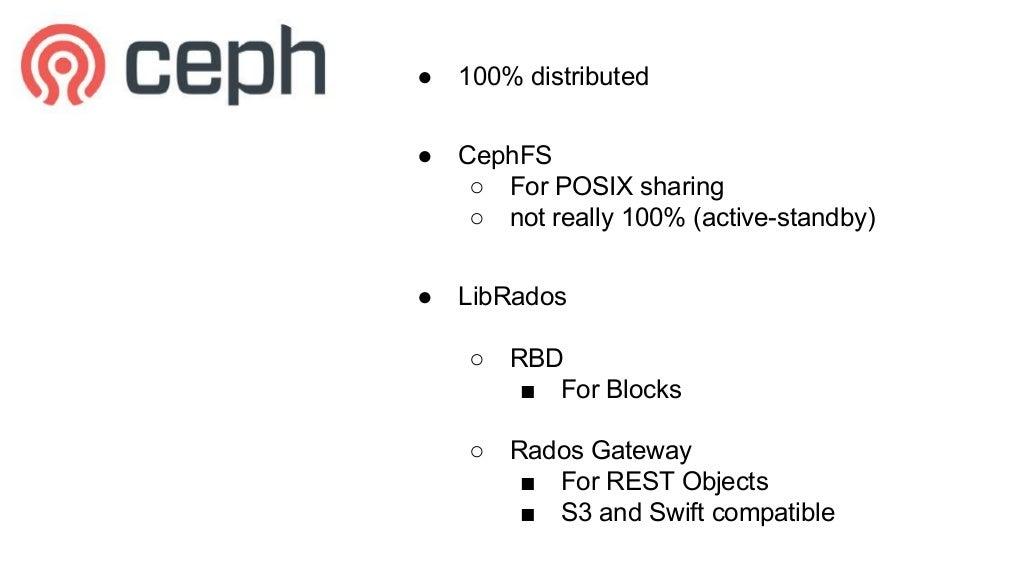 ceph
● 100% distributed
● CephFS
○ For POSIX sharing
○ not really 100% (active-standby)
● LibRados
○ RBD
■ For Blocks
○ Rados Gateway
■ For REST Objects
■ S3 and Swift compatible